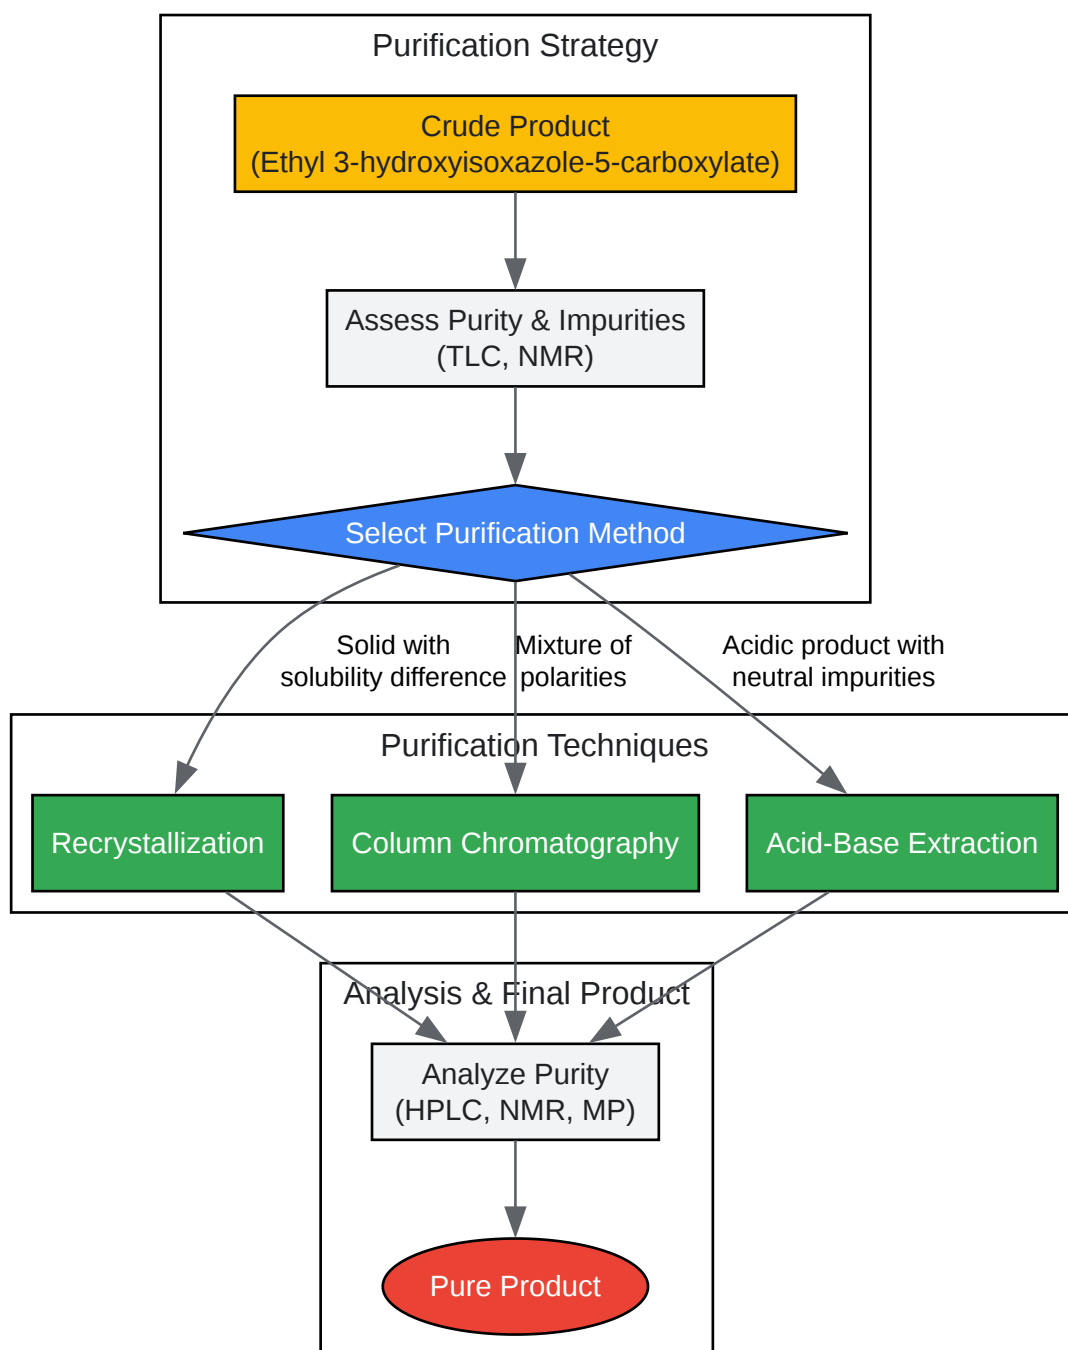 Purification Strategy
Crude Product
(Ethyl 3-hydroxyisoxazole-5-carboxylate)
Assess Purity & Impurities
(TLC, NMR)
Select Purification Method
Solid with
solubility difference
Mixture of
polarities
Acidic product with
neutral impurities
Purification Techniques
Recrystallization
Column Chromatography
Acid-Base Extraction
Analysis & Final Product
Analyze Purity
(HPLC, NMR, MP)
Pure Product